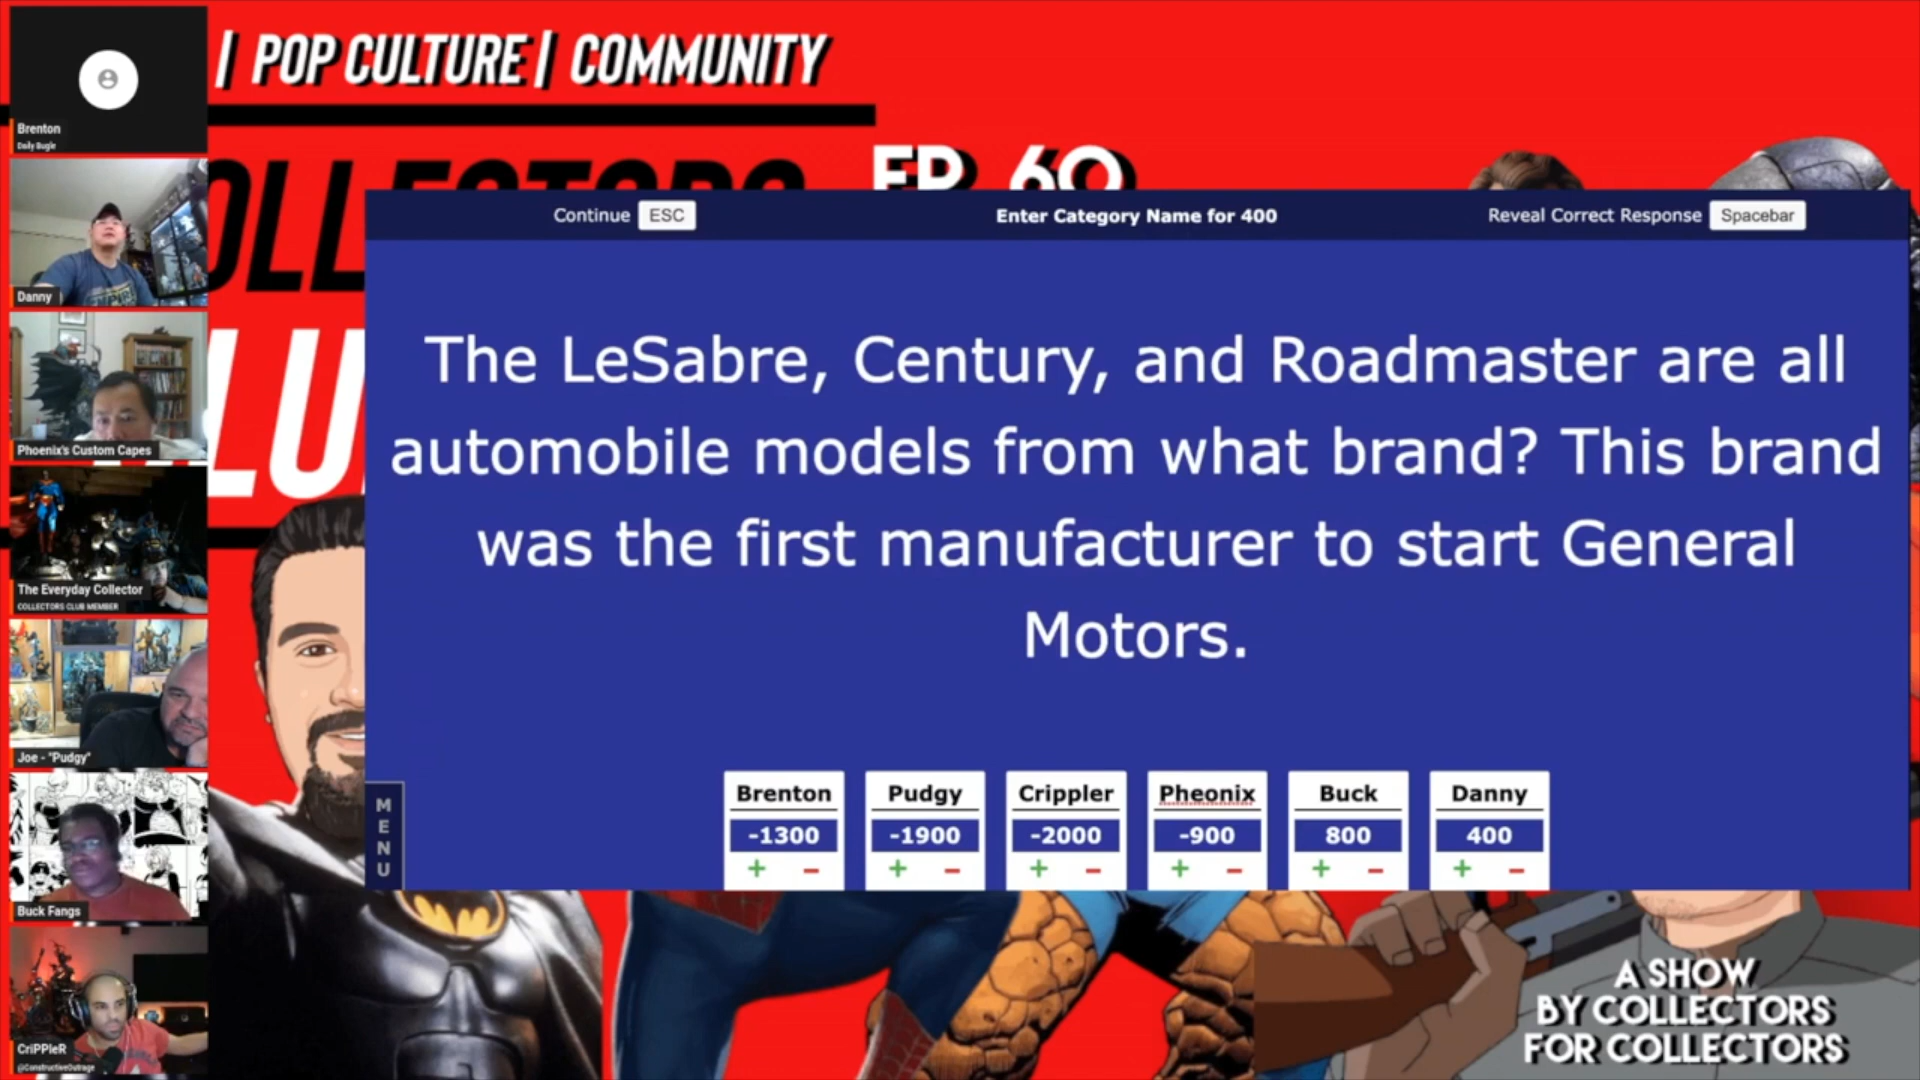 | POP CULTURE | COMMUNITY
EP. 60
Continue ESC
Enter Category Name for 400
Reveal Correct Response Spacebar
The LeSabre, Century, and Roadmaster are all
automobile models from what brand? This brand
was the first manufacturer to start General
Motors.
MENU
Brenton Pudgy Crippler Pheonix Buck Danny
-1300 -1900 -2000 -900 800 400
+ − + − + − + − + − + −
Brenton
Daily Bugle
Danny
Phoenix's Custom Capes
The Everyday Collector
COLLECTORS CLUB MEMBER
Joe - "Pudgy"
Buck Fangs
CriPPleR
@ConstructiveOutrage
A SHOW
BY COLLECTORS
FOR COLLECTORS